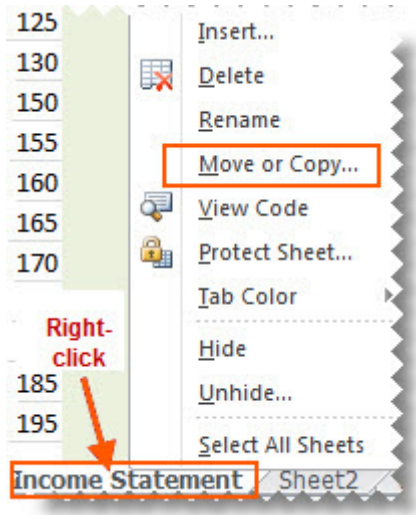 125
130
150
155
160
165
170
Right-
click
185
195
Insert...
Delete
Rename
Move or Copy...
View Code
Protect Sheet...
Tab Color
Hide
Unhide...
Select All Sheets
Income Statement
Sheet2